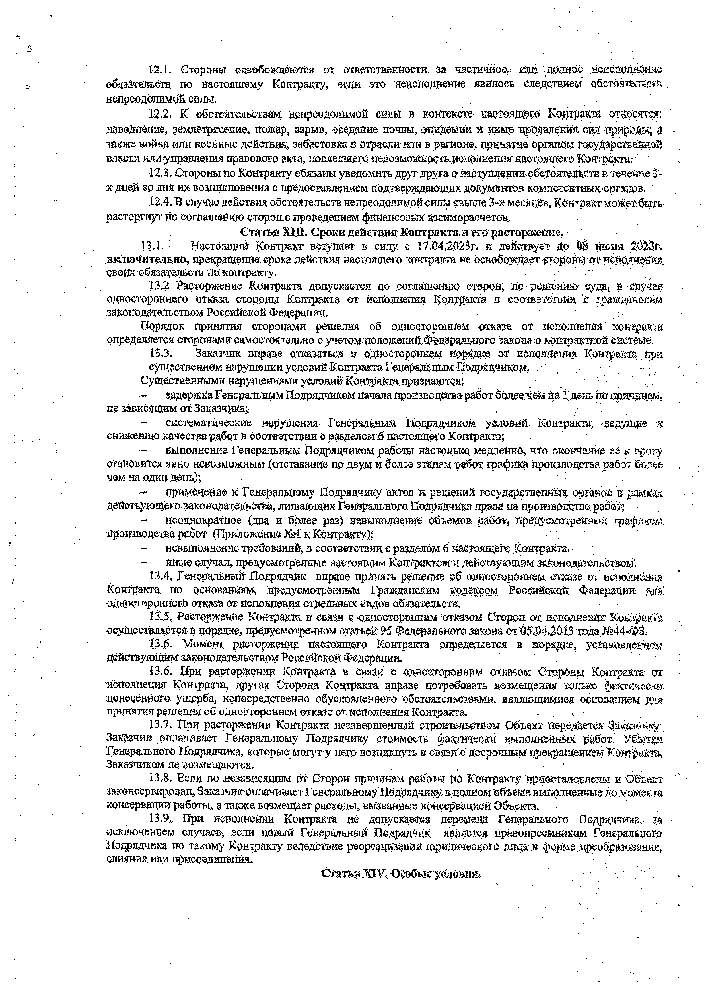 12.1. Стороны освобождаются от ответственности за частичное, или полное неисполнение
обязательств по настоящему Контракту, если это неисполнение явилось следствием обстоятельств
непреодолимой силы.
12.2. К обстоятельствам непреодолимой силы в контексте настоящего Контракта относятся:
наводнение, землетрясение, пожар, взрыв, оседание почвы, эпидемии и иные проявления сил природы, а
также война или военные действия, забастовка в отрасли или в регионе, принятие органом государственной
власти или управления правового акта, повлекшего невозможность исполнения настоящего Контракта.
12.3. Стороны по Контракту обязаны уведомить друг друга о наступлении обстоятельств в течение 3-
х дней со дня их возникновения с предоставлением подтверждающих документов компетентных органов.
12.4. В случае действия обстоятельств непреодолимой силы свыше 3-х месяцев, Контракт может быть
расторгнут по соглашению сторон с проведением финансовых взаиморасчетов.
Статья XIII. Сроки действия Контракта и его расторжение.
13.1. Настоящий Контракт вступает в силу с 17.04.2023г. и действует до 08 июня 2023г.
включительно, прекращение срока действия настоящего контракта не освобождает стороны от исполнения
своих обязательств по контракту.
13.2 Расторжение Контракта допускается по соглашению сторон, по решению суда, в случае
одностороннего отказа стороны Контракта от исполнения Контракта в соответствии с гражданским
законодательством Российской Федерации.
Порядок принятия сторонами решения об одностороннем отказе от исполнения контракта
определяется сторонами самостоятельно с учетом положений Федерального закона о контрактной системе.
13.3. Заказчик вправе отказаться в одностороннем порядке от исполнения Контракта при
существенном нарушении условий Контракта Генеральным Подрядчиком.
Существенными нарушениями условий Контракта признаются:
– задержка Генеральным Подрядчиком начала производства работ более чем на 1 день по причинам,
не зависящим от Заказчика;
– систематические нарушения Генеральным Подрядчиком условий Контракта, ведущие к
снижению качества работ в соответствии с разделом 6 настоящего Контракта;
– выполнение Генеральным Подрядчиком работы настолько медленно, что окончание ее к сроку
становится явно невозможным (отставание по двум и более этапам работ графика производства работ более
чем на один день);
– применение к Генеральному Подрядчику актов и решений государственных органов в рамках
действующего законодательства, лишающих Генерального Подрядчика права на производство работ;
– неоднократное (два и более раз) невыполнение объемов работ, предусмотренных графиком
производства работ (Приложение №1 к Контракту);
– невыполнение требований, в соответствии с разделом 6 настоящего Контракта.
– иные случаи, предусмотренные настоящим Контрактом и действующим законодательством.
13.4. Генеральный Подрядчик вправе принять решение об одностороннем отказе от исполнения
Контракта по основаниям, предусмотренным Гражданским кодексом Российской Федерации для
одностороннего отказа от исполнения отдельных видов обязательств.
13.5. Расторжение Контракта в связи с односторонним отказом Сторон от исполнения Контракта
осуществляется в порядке, предусмотренном статьей 95 Федерального закона от 05.04.2013 года №44-ФЗ.
13.6. Момент расторжения настоящего Контракта определяется в порядке, установленном
действующим законодательством Российской Федерации.
13.6. При расторжении Контракта в связи с односторонним отказом Стороны Контракта от
исполнения Контракта, другая Сторона Контракта вправе потребовать возмещения только фактически
понесенного ущерба, непосредственно обусловленного обстоятельствами, являющимися основанием для
принятия решения об одностороннем отказе от исполнения Контракта.
13.7. При расторжении Контракта незавершенный строительством Объект передается Заказчику.
Заказчик оплачивает Генеральному Подрядчику стоимость фактически выполненных работ. Убытки
Генерального Подрядчика, которые могут у него возникнуть в связи с досрочным прекращением Контракта,
Заказчиком не возмещаются.
13.8. Если по независящим от Сторон причинам работы по Контракту приостановлены и Объект
законсервирован, Заказчик оплачивает Генеральному Подрядчику в полном объеме выполненные до момента
консервации работы, а также возмещает расходы, вызванные консервацией Объекта.
13.9. При исполнении Контракта не допускается перемена Генерального Подрядчика, за
исключением случаев, если новый Генеральный Подрядчик является правопреемником Генерального
Подрядчика по такому Контракту вследствие реорганизации юридического лица в форме преобразования,
слияния или присоединения.
Статья XIV. Особые условия.